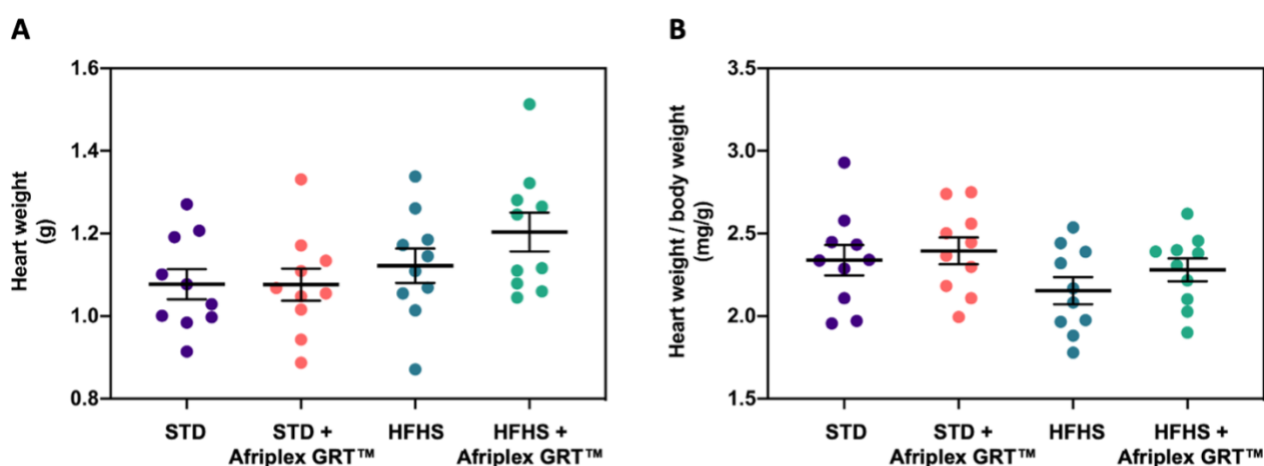 A
Heart weight
(g)
1.6
1.4
1.2
1.0
0.8
STD
STD +
Afriplex GRT™
HFHS
HFHS +
Afriplex GRT™
B
Heart weight / body weight
(mg/g)
3.5
3.0
2.5
2.0
1.5
STD
STD +
Afriplex GRT™
HFHS
HFHS +
Afriplex GRT™